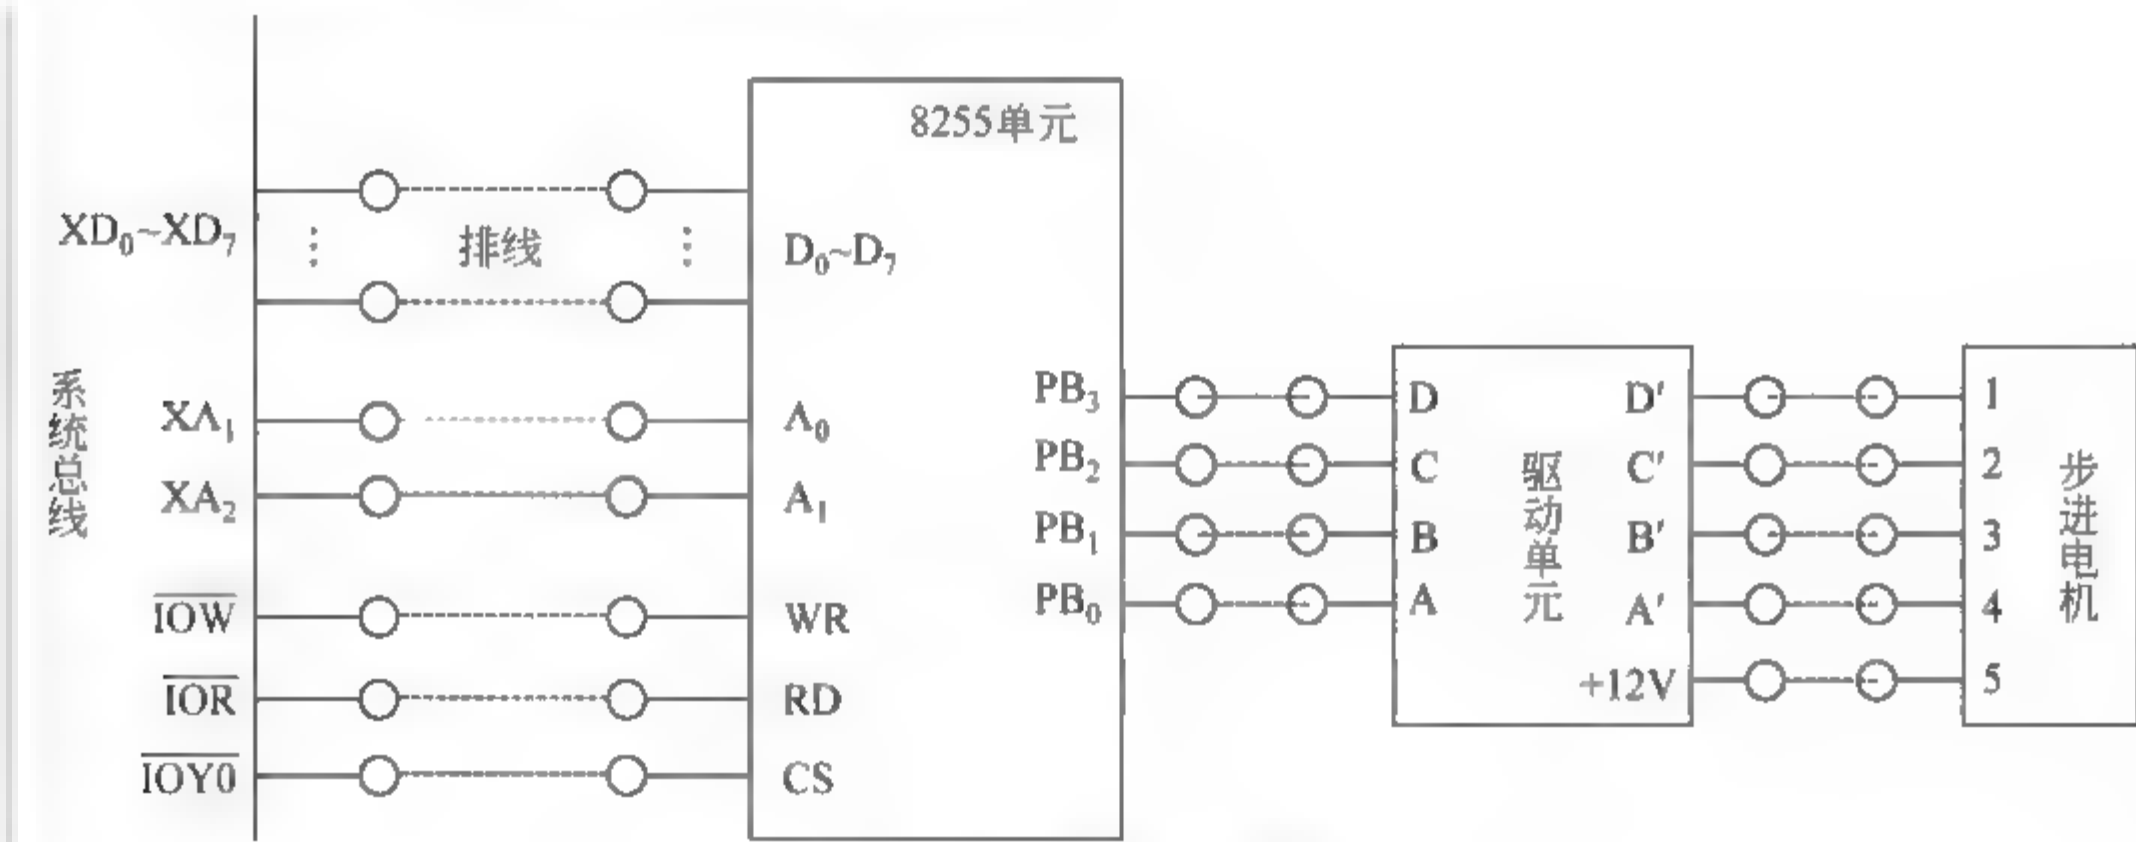 8255单元
XD₀~XD₇
排线
D₀~D₇
系统总线
XA₁
A₀
XA₂
A₁
IOW
WR
IOR
RD
IOY0
CS
PB₃
PB₂
PB₁
PB₀
D
C
B
A
驱动单元
D′
C′
B′
A′
+12V
1
2
3
4
5
步进电机